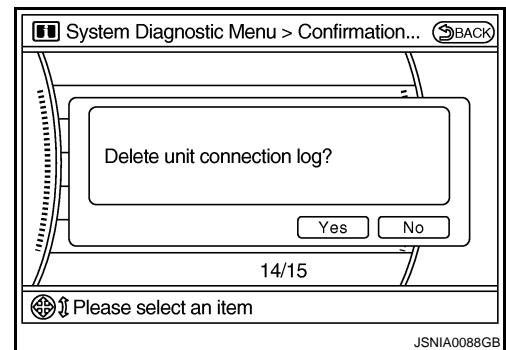 System Diagnostic Menu > Confirmation... BACK
Delete unit connection log?
Yes No
14/15
Please select an item
JSNIA0088GB